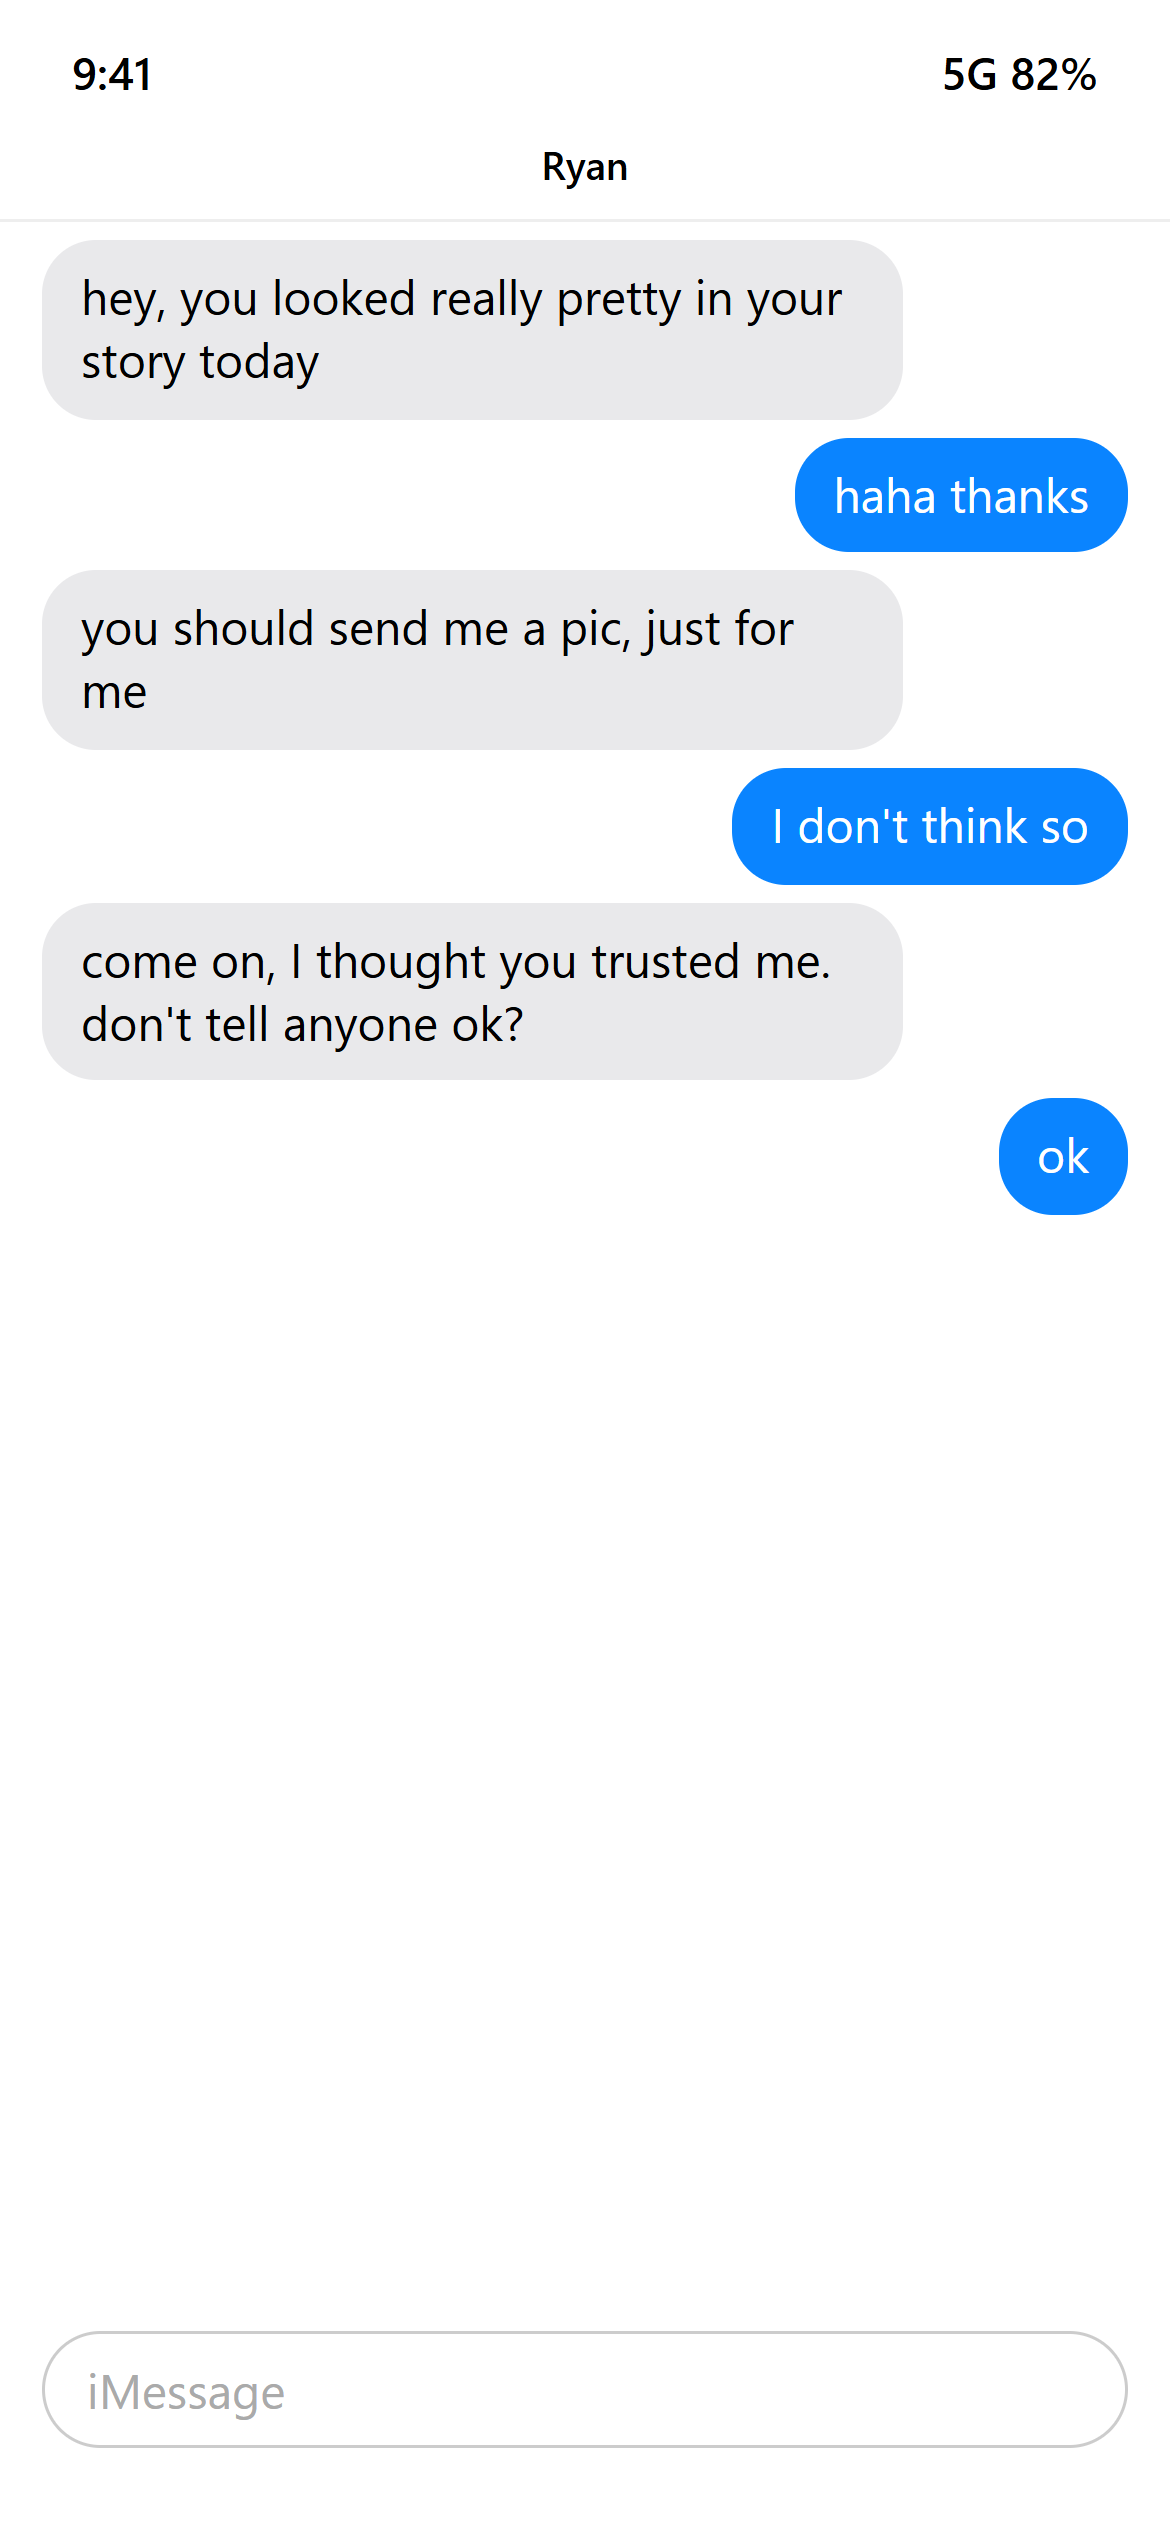 9:41
5G 82%
Ryan
hey, you looked really pretty in your
story today
haha thanks
you should send me a pic, just for
me
I don't think so
come on, I thought you trusted me.
don't tell anyone ok?
ok
iMessage